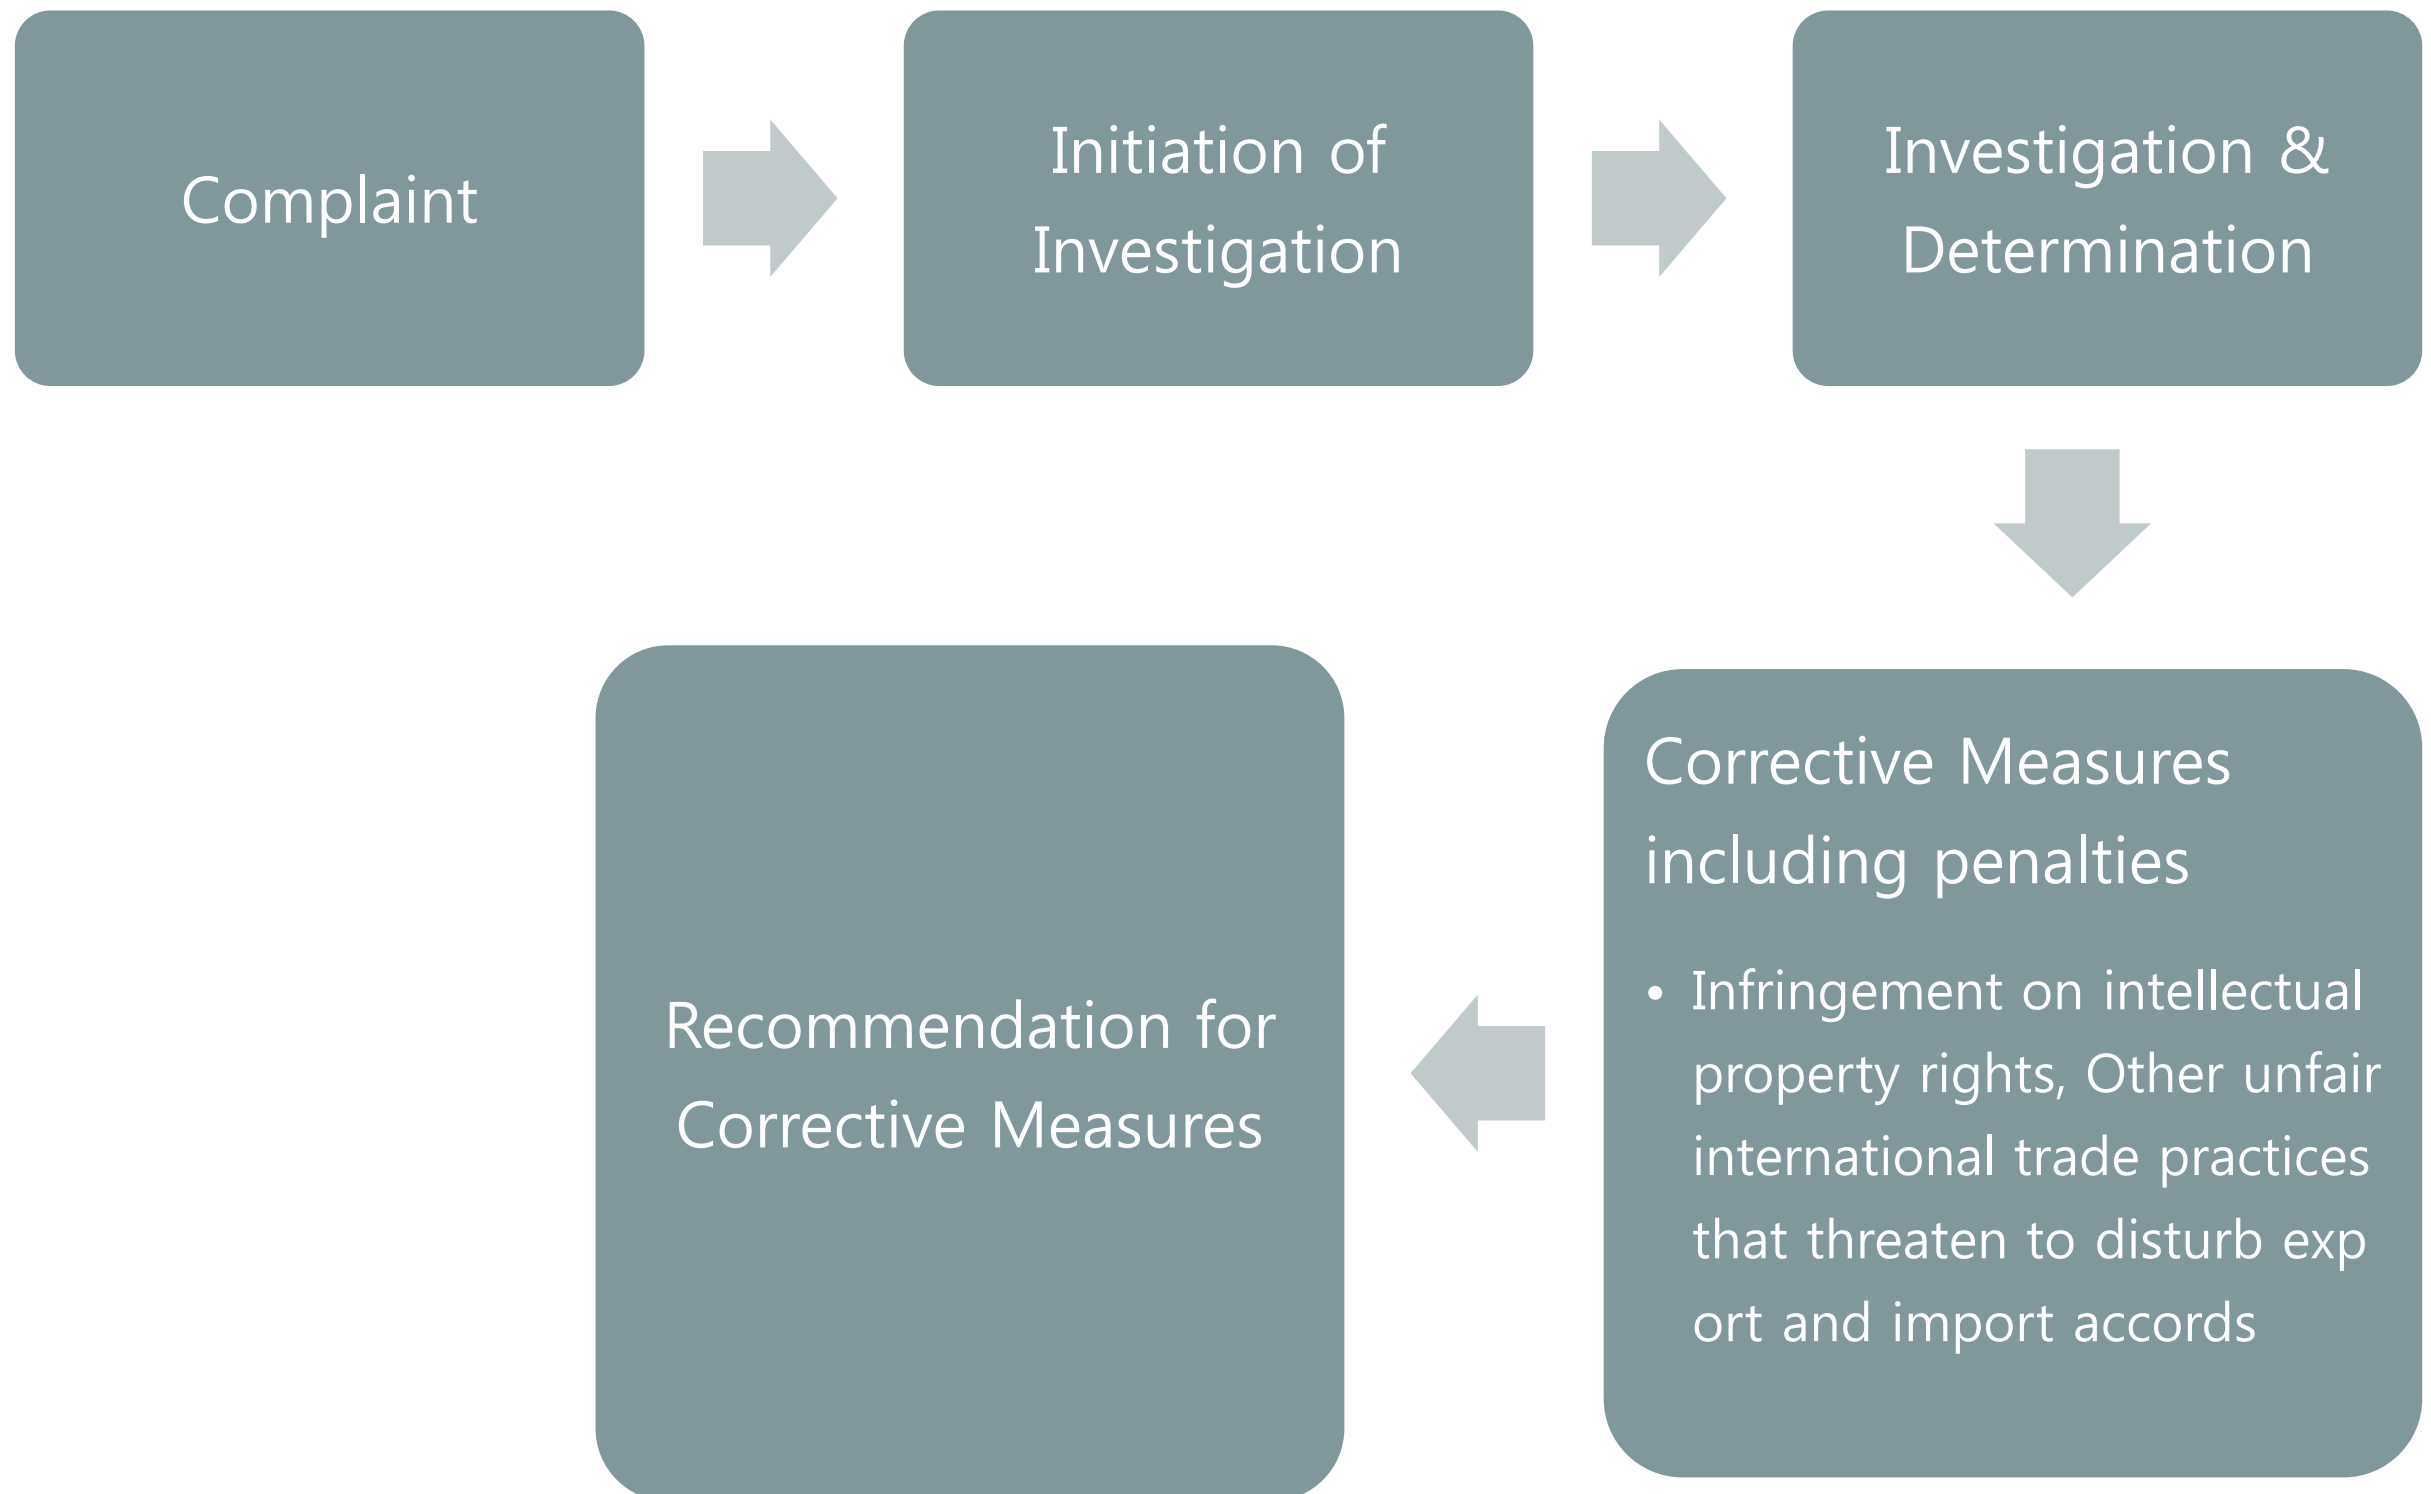 Complaint
Initiation of
Investigation
Investigation &
Determination
Corrective Measures
including penalties
• Infringement on intellectual
property rights, Other unfair
international trade practices
that threaten to disturb exp
ort and import accords
Recommendation for
Corrective Measures